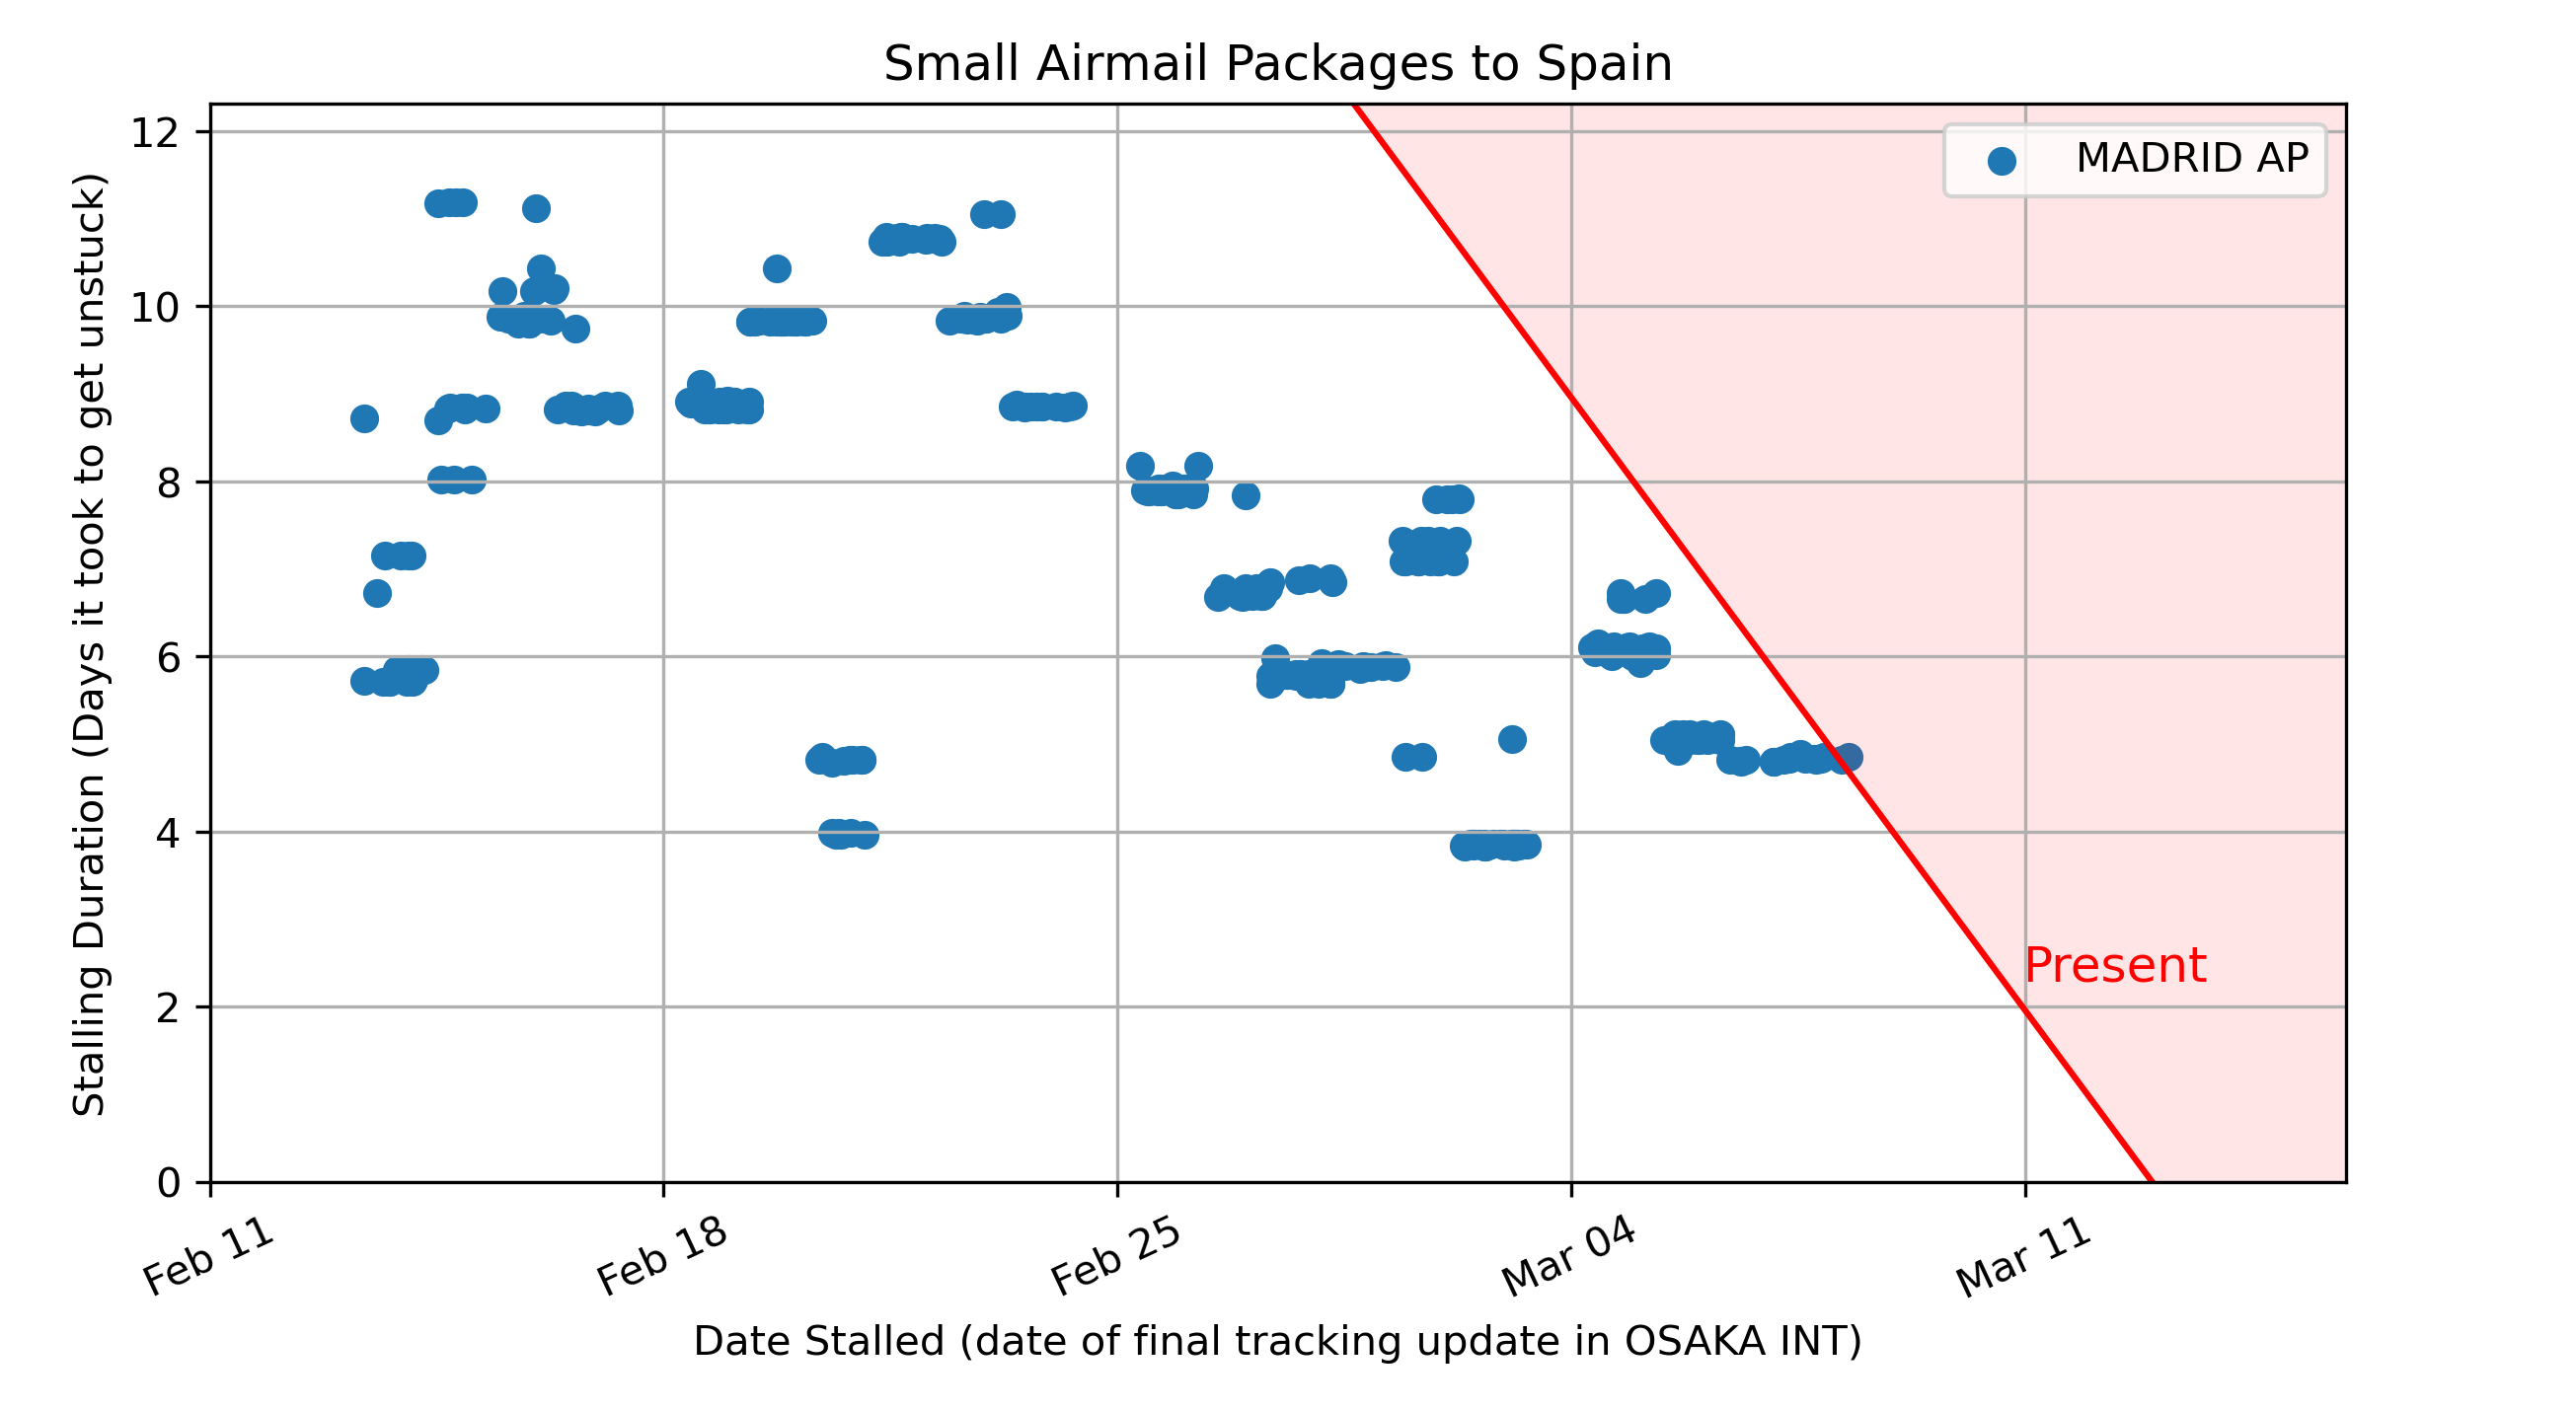 Small Airmail Packages to Spain
MADRID AP
Stalling Duration (Days it took to get unstuck)
12
10
8
6
4
2
0
Present
Feb 11
Feb 18
Feb 25
Mar 04
Mar 11
Date Stalled (date of final tracking update in OSAKA INT)